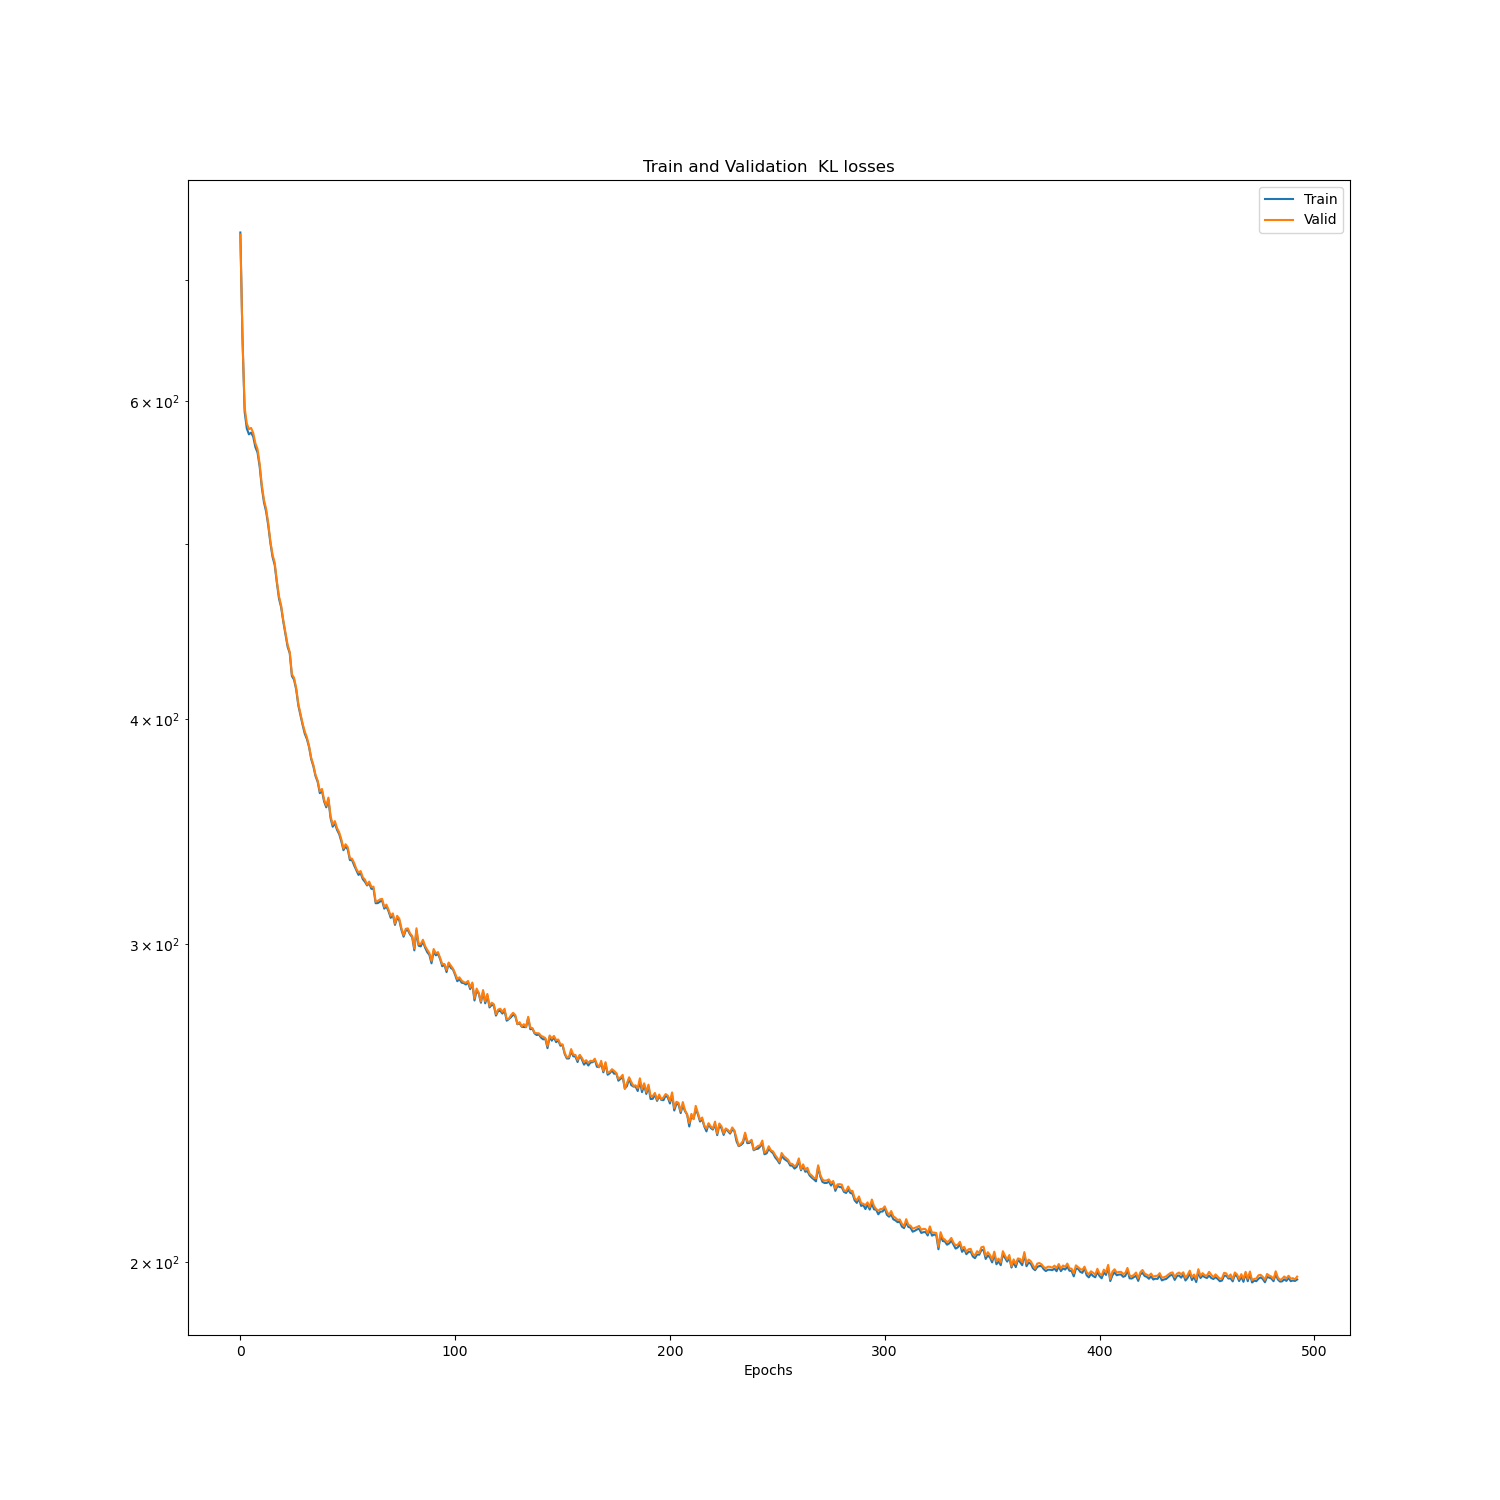 Train and Validation  KL losses
Train
Valid
6 × 10²
4 × 10²
3 × 10²
2 × 10²
0 100 200 300 400 500
Epochs